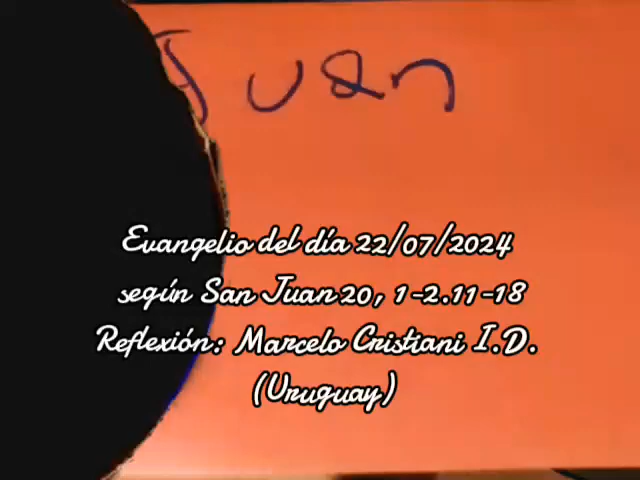 Juan
Evangelio del día 22/07/2024
según San Juan 20, 1-2.11-18
Reflexión: Marcelo Cristiani I.D.
(Uruguay)